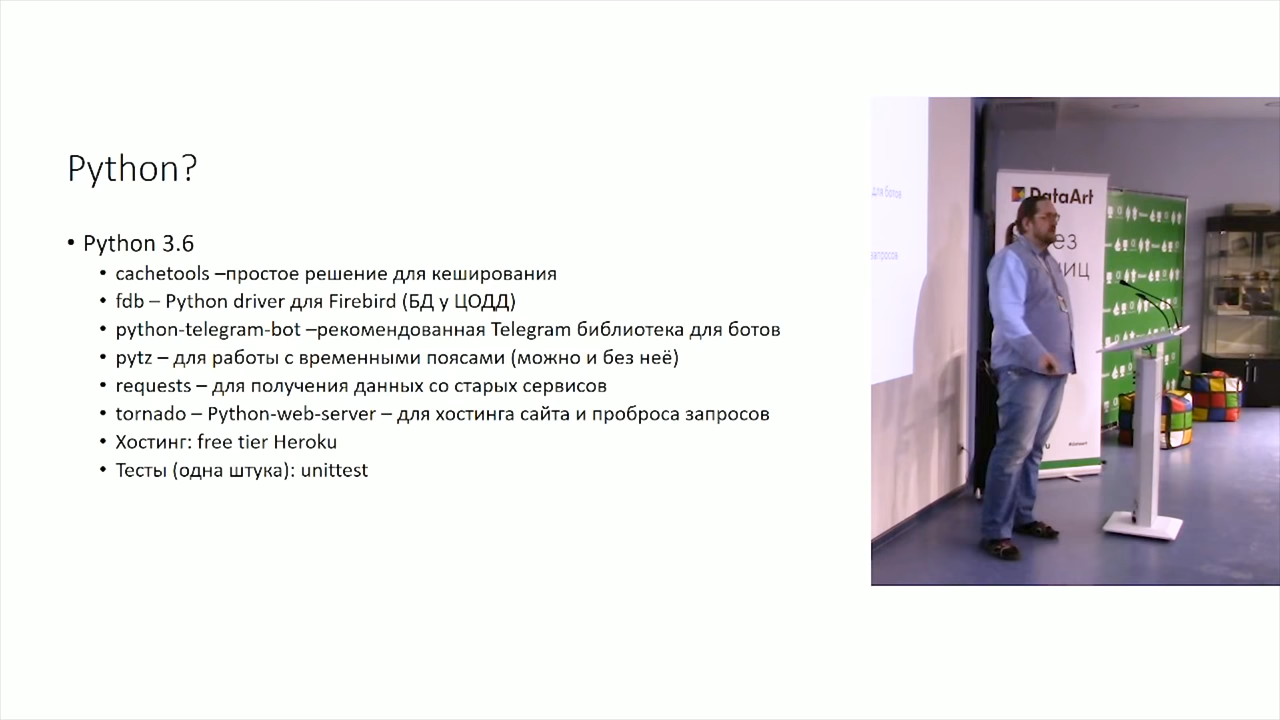 Python?
• Python 3.6
• cachetools –простое решение для кеширования
• fdb – Python driver для Firebird (БД у ЦОДД)
• python-telegram-bot –рекомендованная Telegram библиотека для ботов
• pytz – для работы с временными поясами (можно и без неё)
• requests – для получения данных со старых сервисов
• tornado – Python-web-server – для хостинга сайта и проброса запросов
• Хостинг: free tier Heroku
• Тесты (одна штука): unittest
для ботов
запросов
DataArt